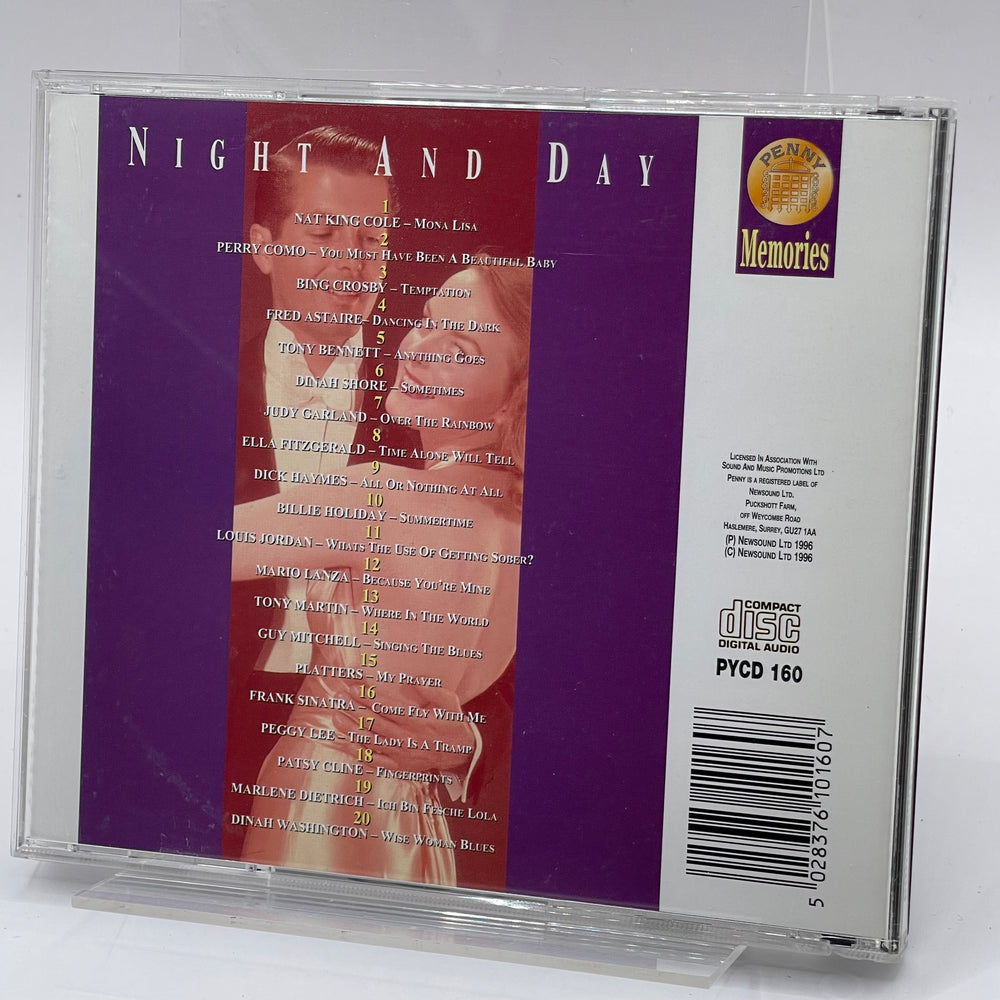 NIGHT AND DAY
1
NAT KING COLE – MONA LISA
2
PERRY COMO – YOU MUST HAVE BEEN A BEAUTIFUL BABY
3
BING CROSBY – TEMPTATION
4
FRED ASTAIRE– DANCING IN THE DARK
5
TONY BENNETT – ANYTHING GOES
6
DINAH SHORE – SOMETIMES
7
JUDY GARLAND – OVER THE RAINBOW
8
ELLA FITZGERALD – TIME ALONE WILL TELL
9
DICK HAYMES – ALL OR NOTHING AT ALL
10
BILLIE HOLIDAY – SUMMERTIME
11
LOUIS JORDAN – WHATS THE USE OF GETTING SOBER?
12
MARIO LANZA – BECAUSE YOU'RE MINE
13
TONY MARTIN – WHERE IN THE WORLD
14
GUY MITCHELL – SINGING THE BLUES
15
PLATTERS – MY PRAYER
16
FRANK SINATRA – COME FLY WITH ME
17
PEGGY LEE – THE LADY IS A TRAMP
18
PATSY CLINE – FINGERPRINTS
19
MARLENE DIETRICH – ICH BIN FESCHE LOLA
20
DINAH WASHINGTON – WISE WOMAN BLUES
PENNY
Memories
LICENSED IN ASSOCIATION WITH
SOUND AND MUSIC PROMOTIONS LTD
PENNY IS A REGISTERED LABEL OF
NEWSOUND LTD.
PUCKSHOTT FARM,
OFF WEYCOMBE ROAD
HASLEMERE, SURREY, GU27 1AA
(P) NEWSOUND LTD 1996
(C) NEWSOUND LTD 1996
COMPACT
disc
DIGITAL AUDIO
PYCD 160
5 028376 101607